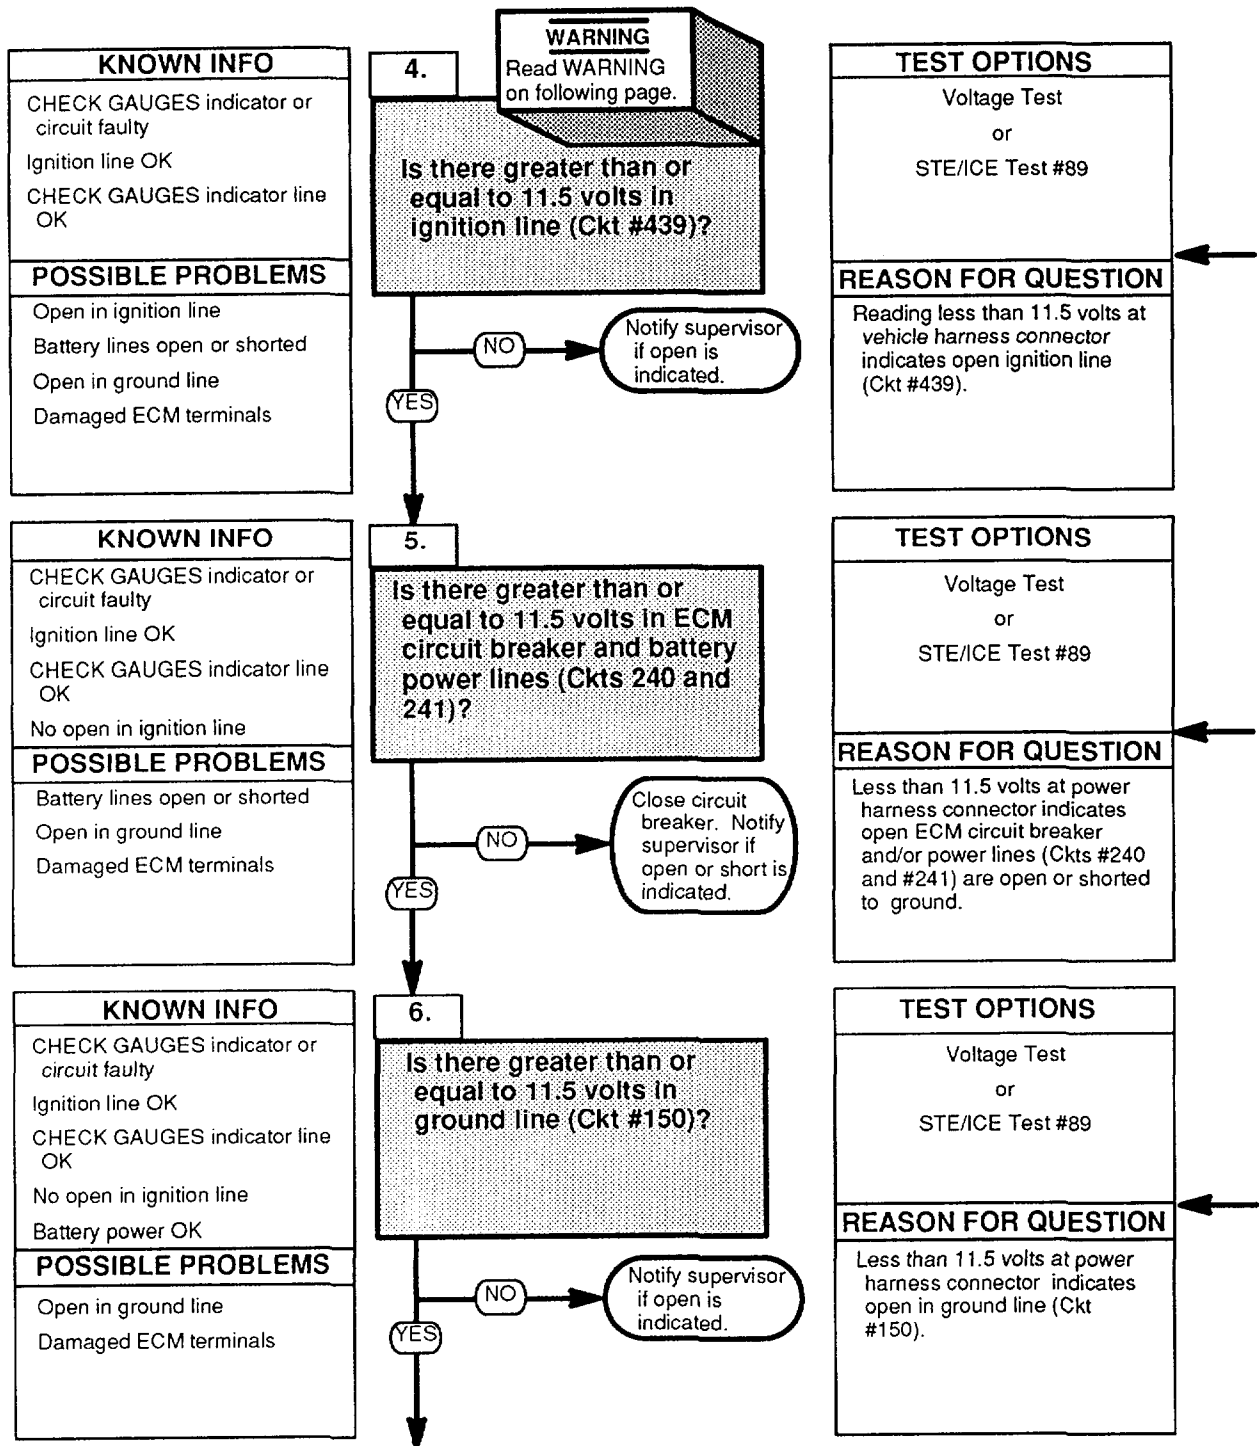 KNOWN INFO
CHECK GAUGES indicator or
circuit faulty
Ignition line OK
CHECK GAUGES indicator line
OK
POSSIBLE PROBLEMS
Open in ignition line
Battery lines open or shorted
Open in ground line
Damaged ECM terminals
4.
WARNING
Read WARNING
on following page.
Is there greater than or
equal to 11.5 volts in
ignition line (Ckt #439)?
NO
Notify supervisor
if open is
indicated.
YES
TEST OPTIONS
Voltage Test
or
STE/ICE Test #89
REASON FOR QUESTION
Reading less than 11.5 volts at
vehicle harness connector
indicates open ignition line
(Ckt #439).
KNOWN INFO
CHECK GAUGES indicator or
circuit faulty
Ignition line OK
CHECK GAUGES indicator line
OK
No open in ignition line
POSSIBLE PROBLEMS
Battery lines open or shorted
Open in ground line
Damaged ECM terminals
5.
Is there greater than or
equal to 11.5 volts in ECM
circuit breaker and battery
power lines (Ckts 240 and
241)?
NO
Close circuit
breaker. Notify
supervisor if
open or short is
indicated.
YES
TEST OPTIONS
Voltage Test
or
STE/ICE Test #89
REASON FOR QUESTION
Less than 11.5 volts at power
harness connector indicates
open ECM circuit breaker
and/or power lines (Ckts #240
and #241) are open or shorted
to ground.
KNOWN INFO
CHECK GAUGES indicator or
circuit faulty
Ignition line OK
CHECK GAUGES indicator line
OK
No open in ignition line
Battery power OK
POSSIBLE PROBLEMS
Open in ground line
Damaged ECM terminals
6.
Is there greater than or
equal to 11.5 volts in
ground line (Ckt #150)?
NO
Notify supervisor
if open is
indicated.
YES
TEST OPTIONS
Voltage Test
or
STE/ICE Test #89
REASON FOR QUESTION
Less than 11.5 volts at power
harness connector indicates
open in ground line (Ckt
#150).